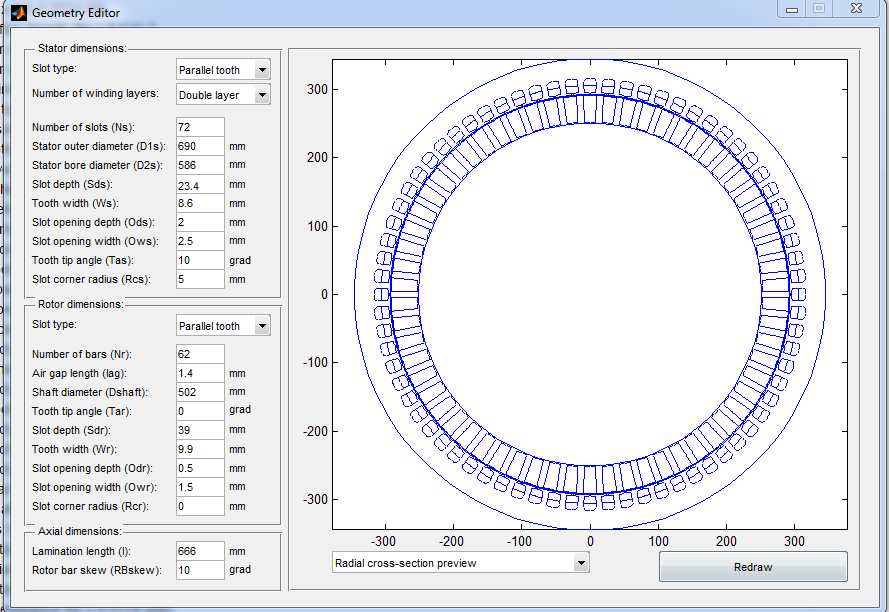 Geometry Editor
Stator dimensions:
Slot type: Parallel tooth
Number of winding layers: Double layer
Number of slots (Ns): 72
Stator outer diameter (D1s): 690 mm
Stator bore diameter (D2s): 586 mm
Slot depth (Sds): 23.4 mm
Tooth width (Ws): 8.6 mm
Slot opening depth (Ods): 2 mm
Slot opening width (Ows): 2.5 mm
Tooth tip angle (Tas): 10 grad
Slot corner radius (Rcs): 5 mm
Rotor dimensions:
Slot type: Parallel tooth
Number of bars (Nr): 62
Air gap length (lag): 1.4 mm
Shaft diameter (Dshaft): 502 mm
Tooth tip angle (Tar): 0 grad
Slot depth (Sdr): 39 mm
Tooth width (Wr): 9.9 mm
Slot opening depth (Odr): 0.5 mm
Slot opening width (Owr): 1.5 mm
Slot corner radius (Rcr): 0 mm
Axial dimensions:
Lamination length (l): 666 mm
Rotor bar skew (RBskew): 10 grad
300
200
100
0
-100
-200
-300
-300 -200 -100 0 100 200 300
Radial cross-section preview
Redraw